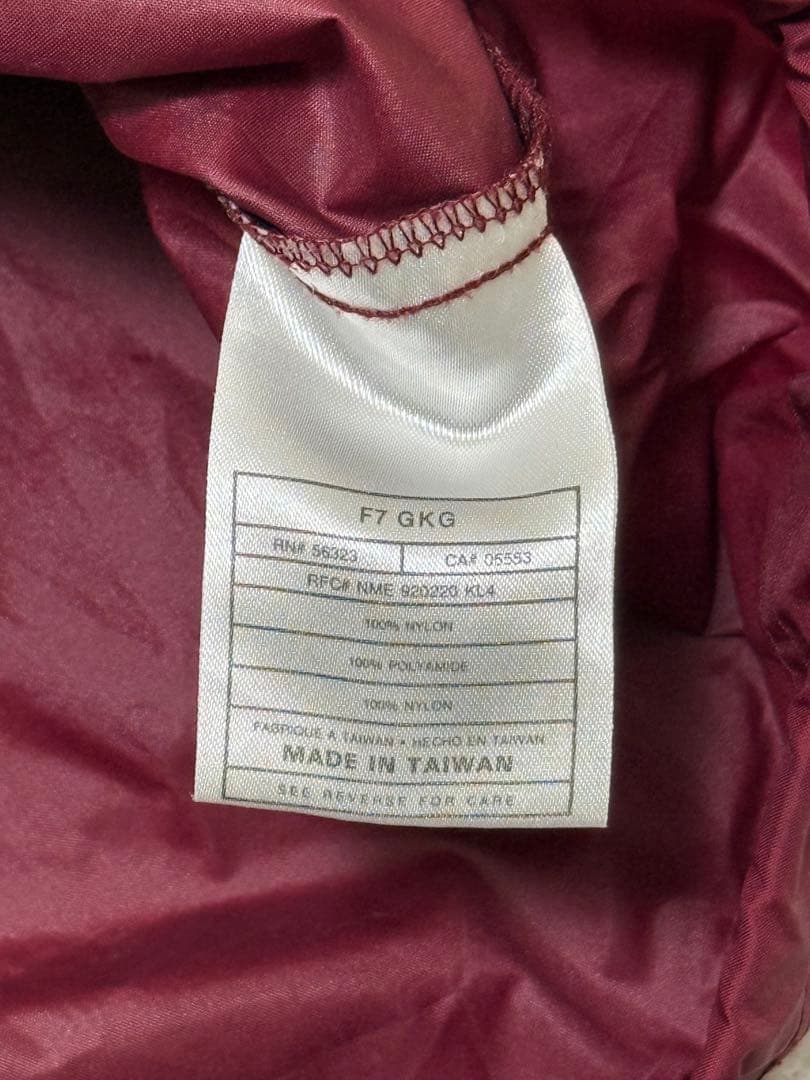 F7 GKG
RN# 56323 CA# 05553
RFC# NME 920220 KL4
100% NYLON
100% POLYAMIDE
100% NYLON
FABRIQUE A TAIWAN • HECHO EN TAIWAN
MADE IN TAIWAN
SEE REVERSE FOR CARE